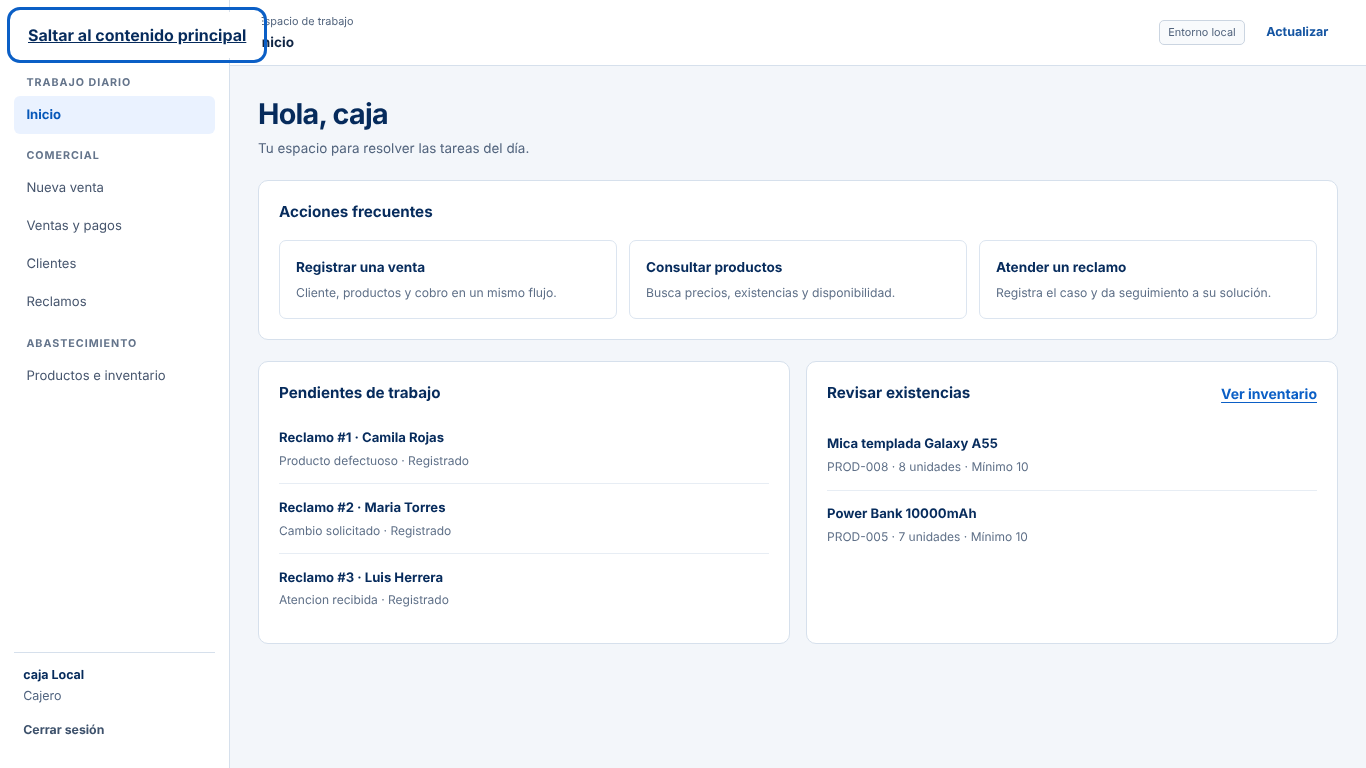 Saltar al contenido principal
TRABAJO DIARIO
Inicio
COMERCIAL
Nueva venta
Ventas y pagos
Clientes
Reclamos
ABASTECIMIENTO
Productos e inventario
caja Local
Cajero
Cerrar sesión
de trabajo
Entorno local
Actualizar
Hola, caja
Tu espacio para resolver las tareas del día.
Acciones frecuentes
Registrar una venta
Cliente, productos y cobro en un mismo flujo.
Consultar productos
Busca precios, existencias y disponibilidad.
Atender un reclamo
Registra el caso y da seguimiento a su solución.
Pendientes de trabajo
Reclamo #1 · Camila Rojas
Producto defectuoso · Registrado
Reclamo #2 · Maria Torres
Cambio solicitado · Registrado
Reclamo #3 · Luis Herrera
Atencion recibida · Registrado
Revisar existencias
Ver inventario
Mica templada Galaxy A55
PROD-008 · 8 unidades · Mínimo 10
Power Bank 10000mAh
PROD-005 · 7 unidades · Mínimo 10